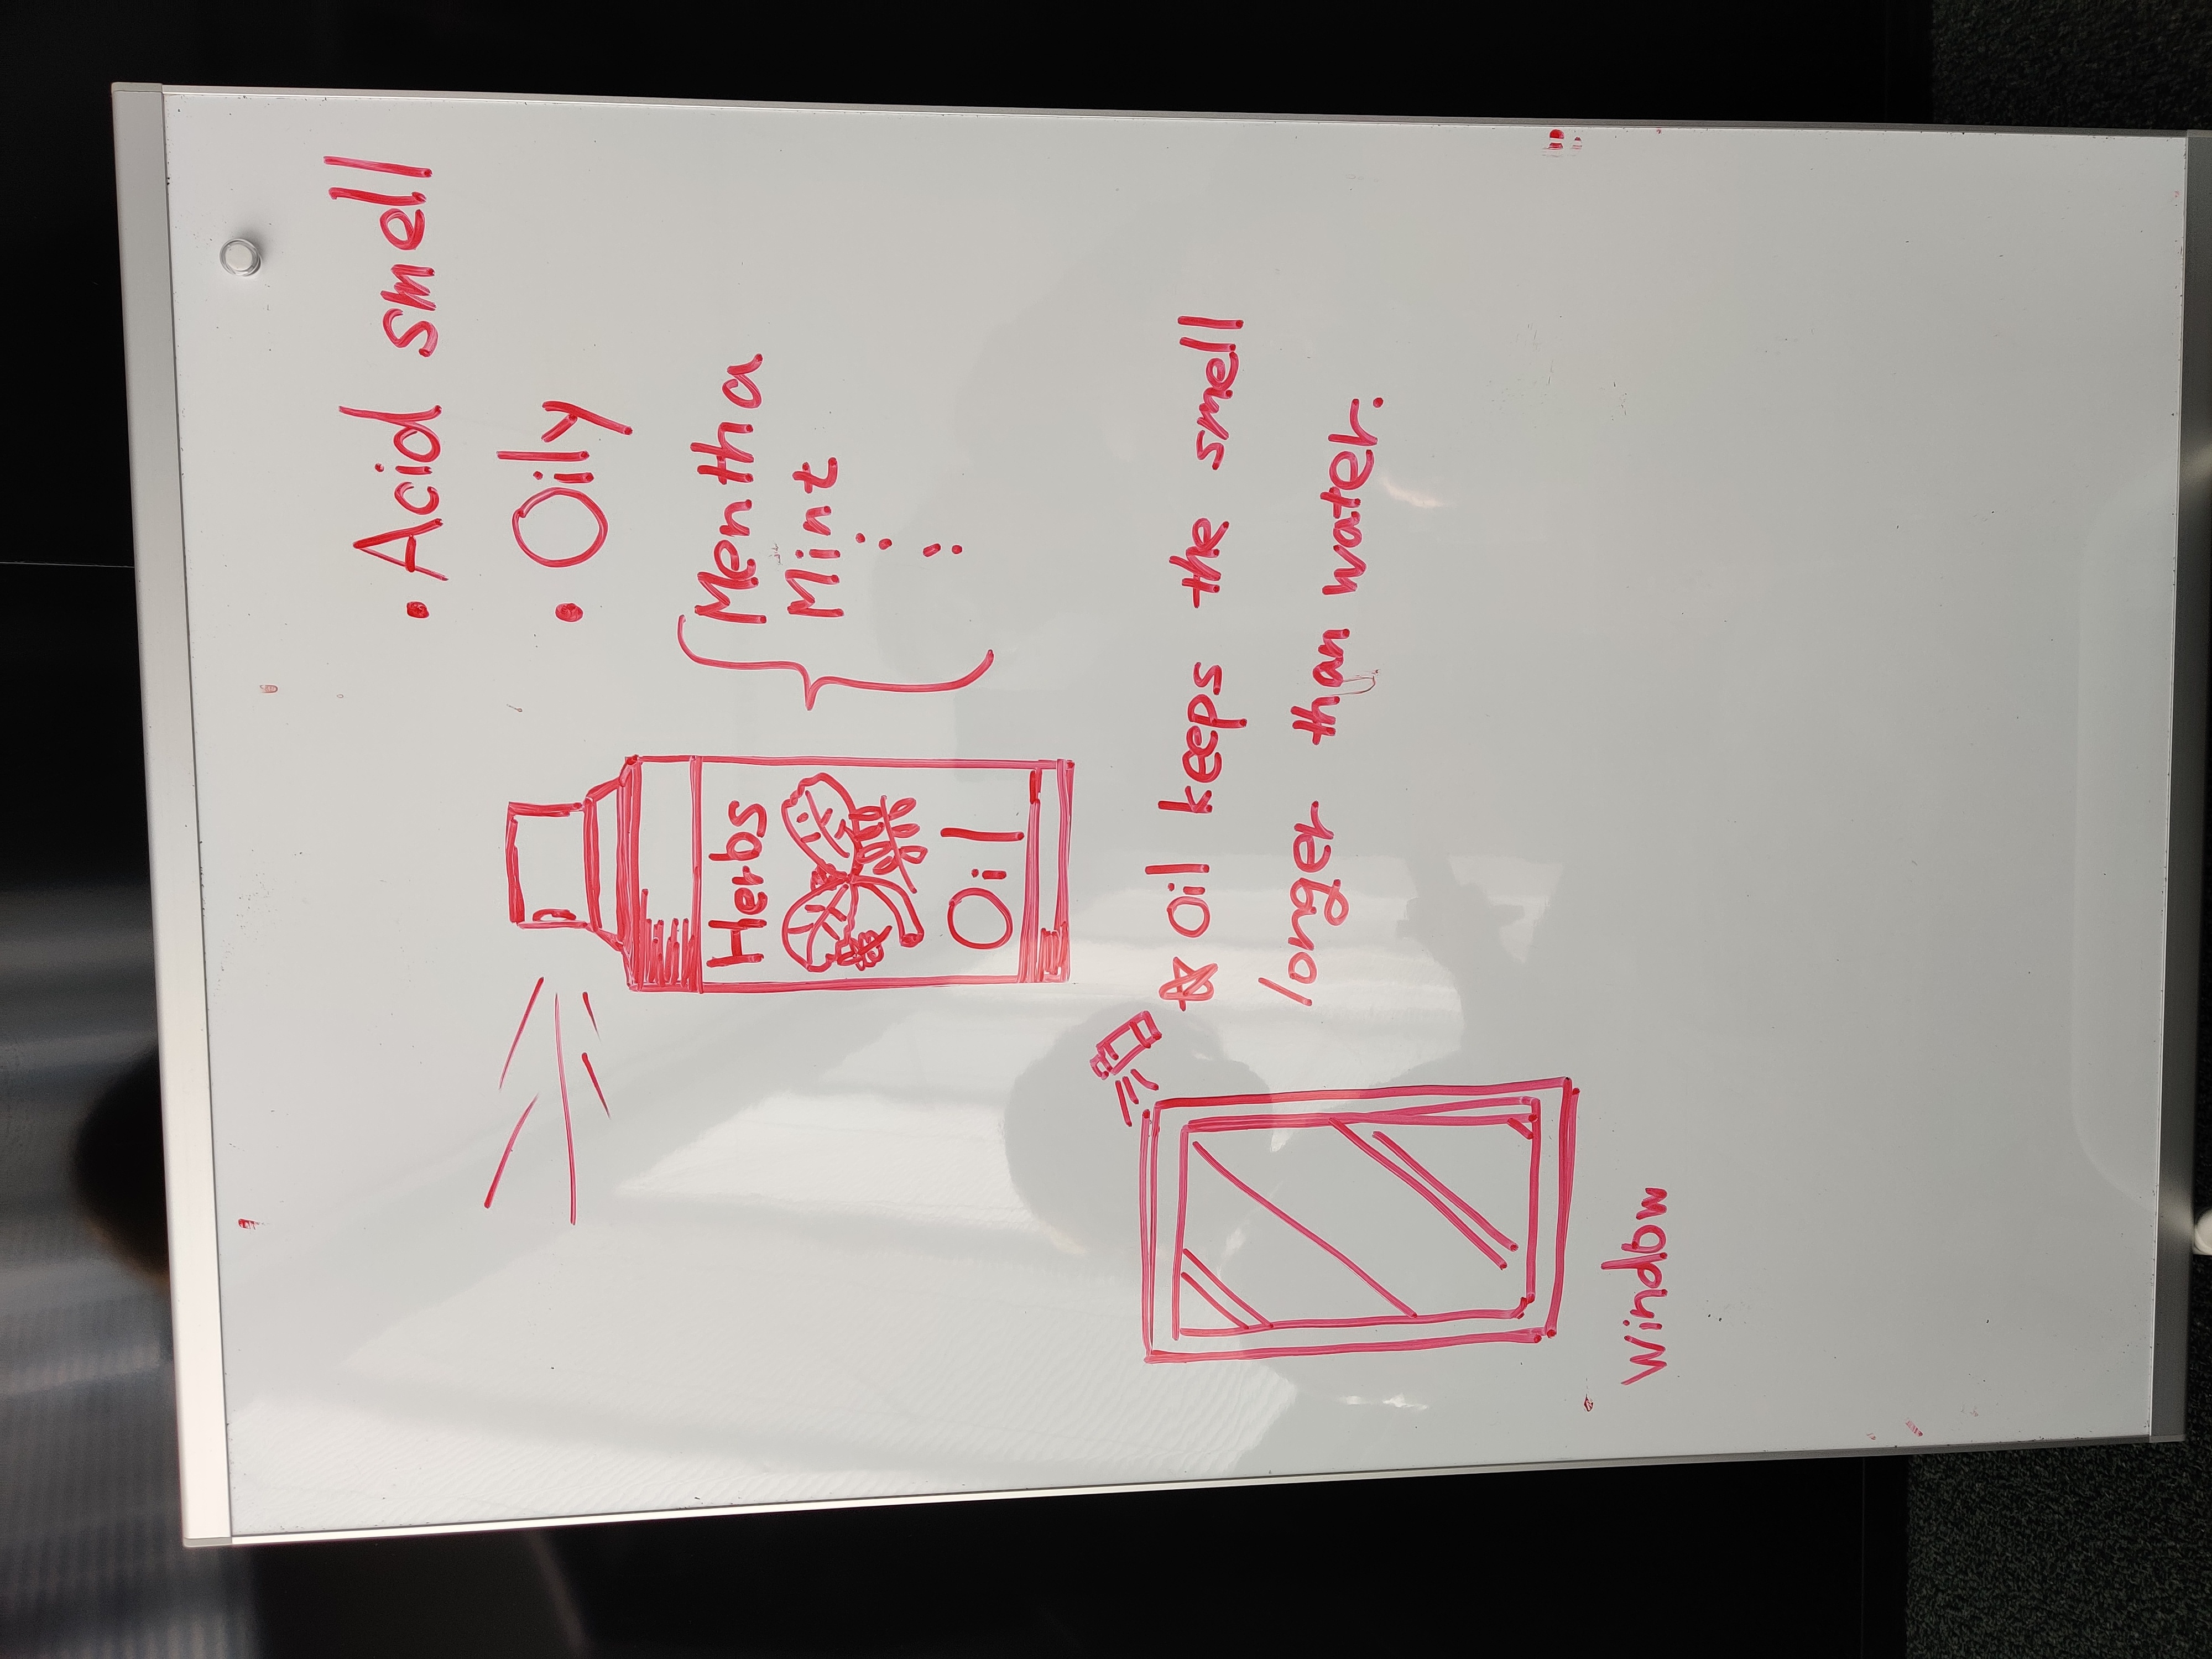 • Acid smell
• Oily
Herbs
Oil
Mentha
Mint
☆ Oil keeps the smell
longer than water.
Window